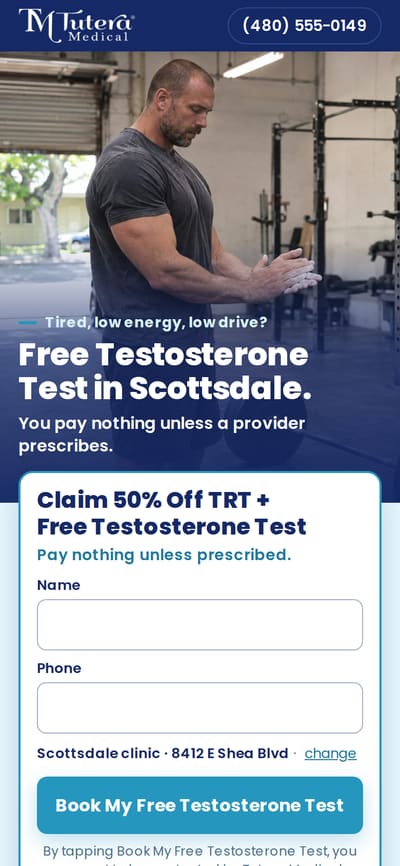 TM Tutera®
Medical
(480) 555-0149
Tired, low energy, low drive?
Free Testosterone
Test in Scottsdale.
You pay nothing unless a provider
prescribes.
Claim 50% Off TRT +
Free Testosterone Test
Pay nothing unless prescribed.
Name
Phone
Scottsdale clinic · 8412 E Shea Blvd · change
Book My Free Testosterone Test
By tapping Book My Free Testosterone Test, you